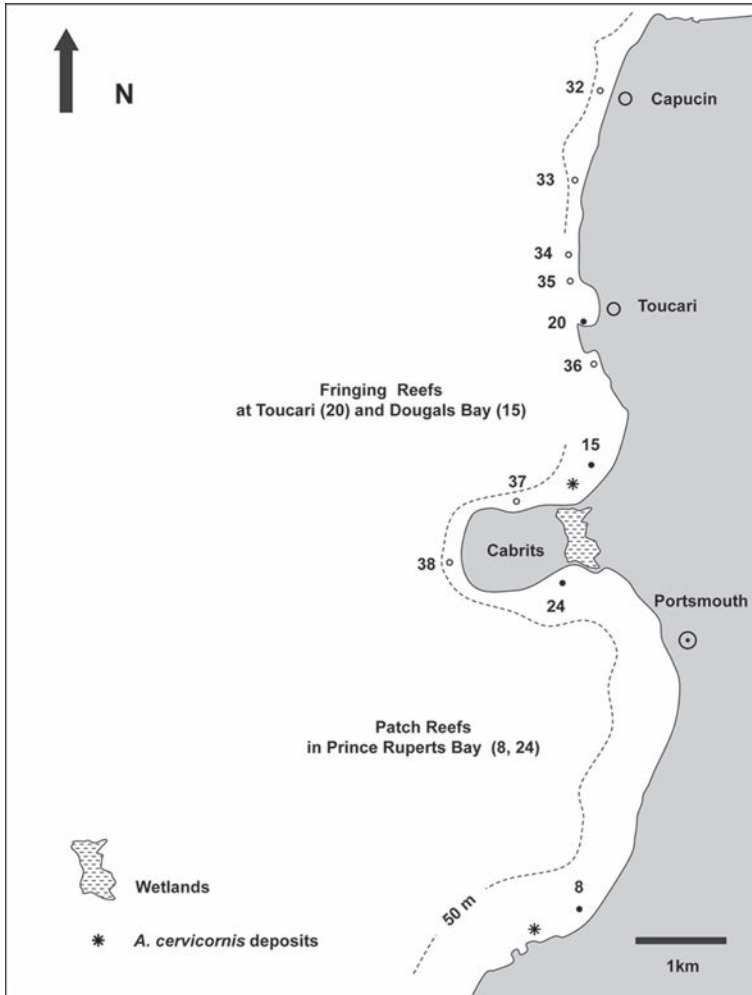 32
Capucin
N
33
34
35
Toucari
20
36
Fringing Reefs
at Toucari (20) and Dougals Bay (15)
15
37
Cabrits
38
24
Portsmouth
Patch Reefs
in Prince Ruperts Bay (8, 24)
Wetlands
8
50 m
A. cervicornis deposits
1km